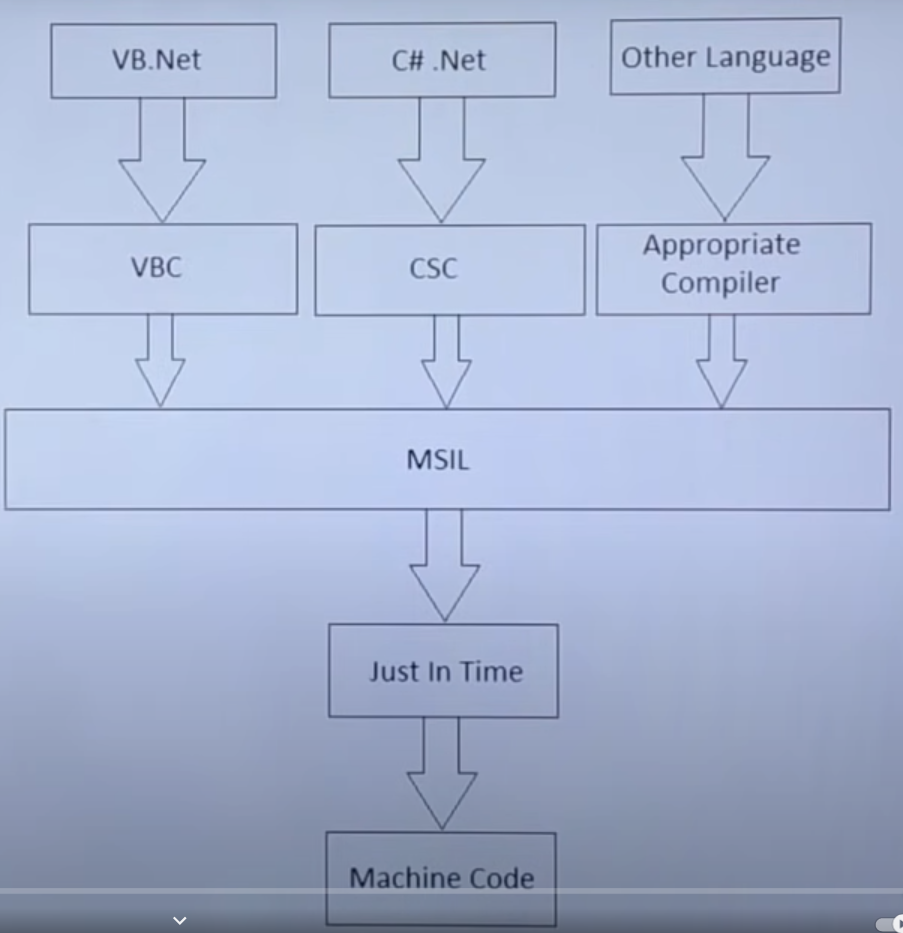 VB.Net
C# .Net
Other Language
VBC
CSC
Appropriate
Compiler
MSIL
Just In Time
Machine Code